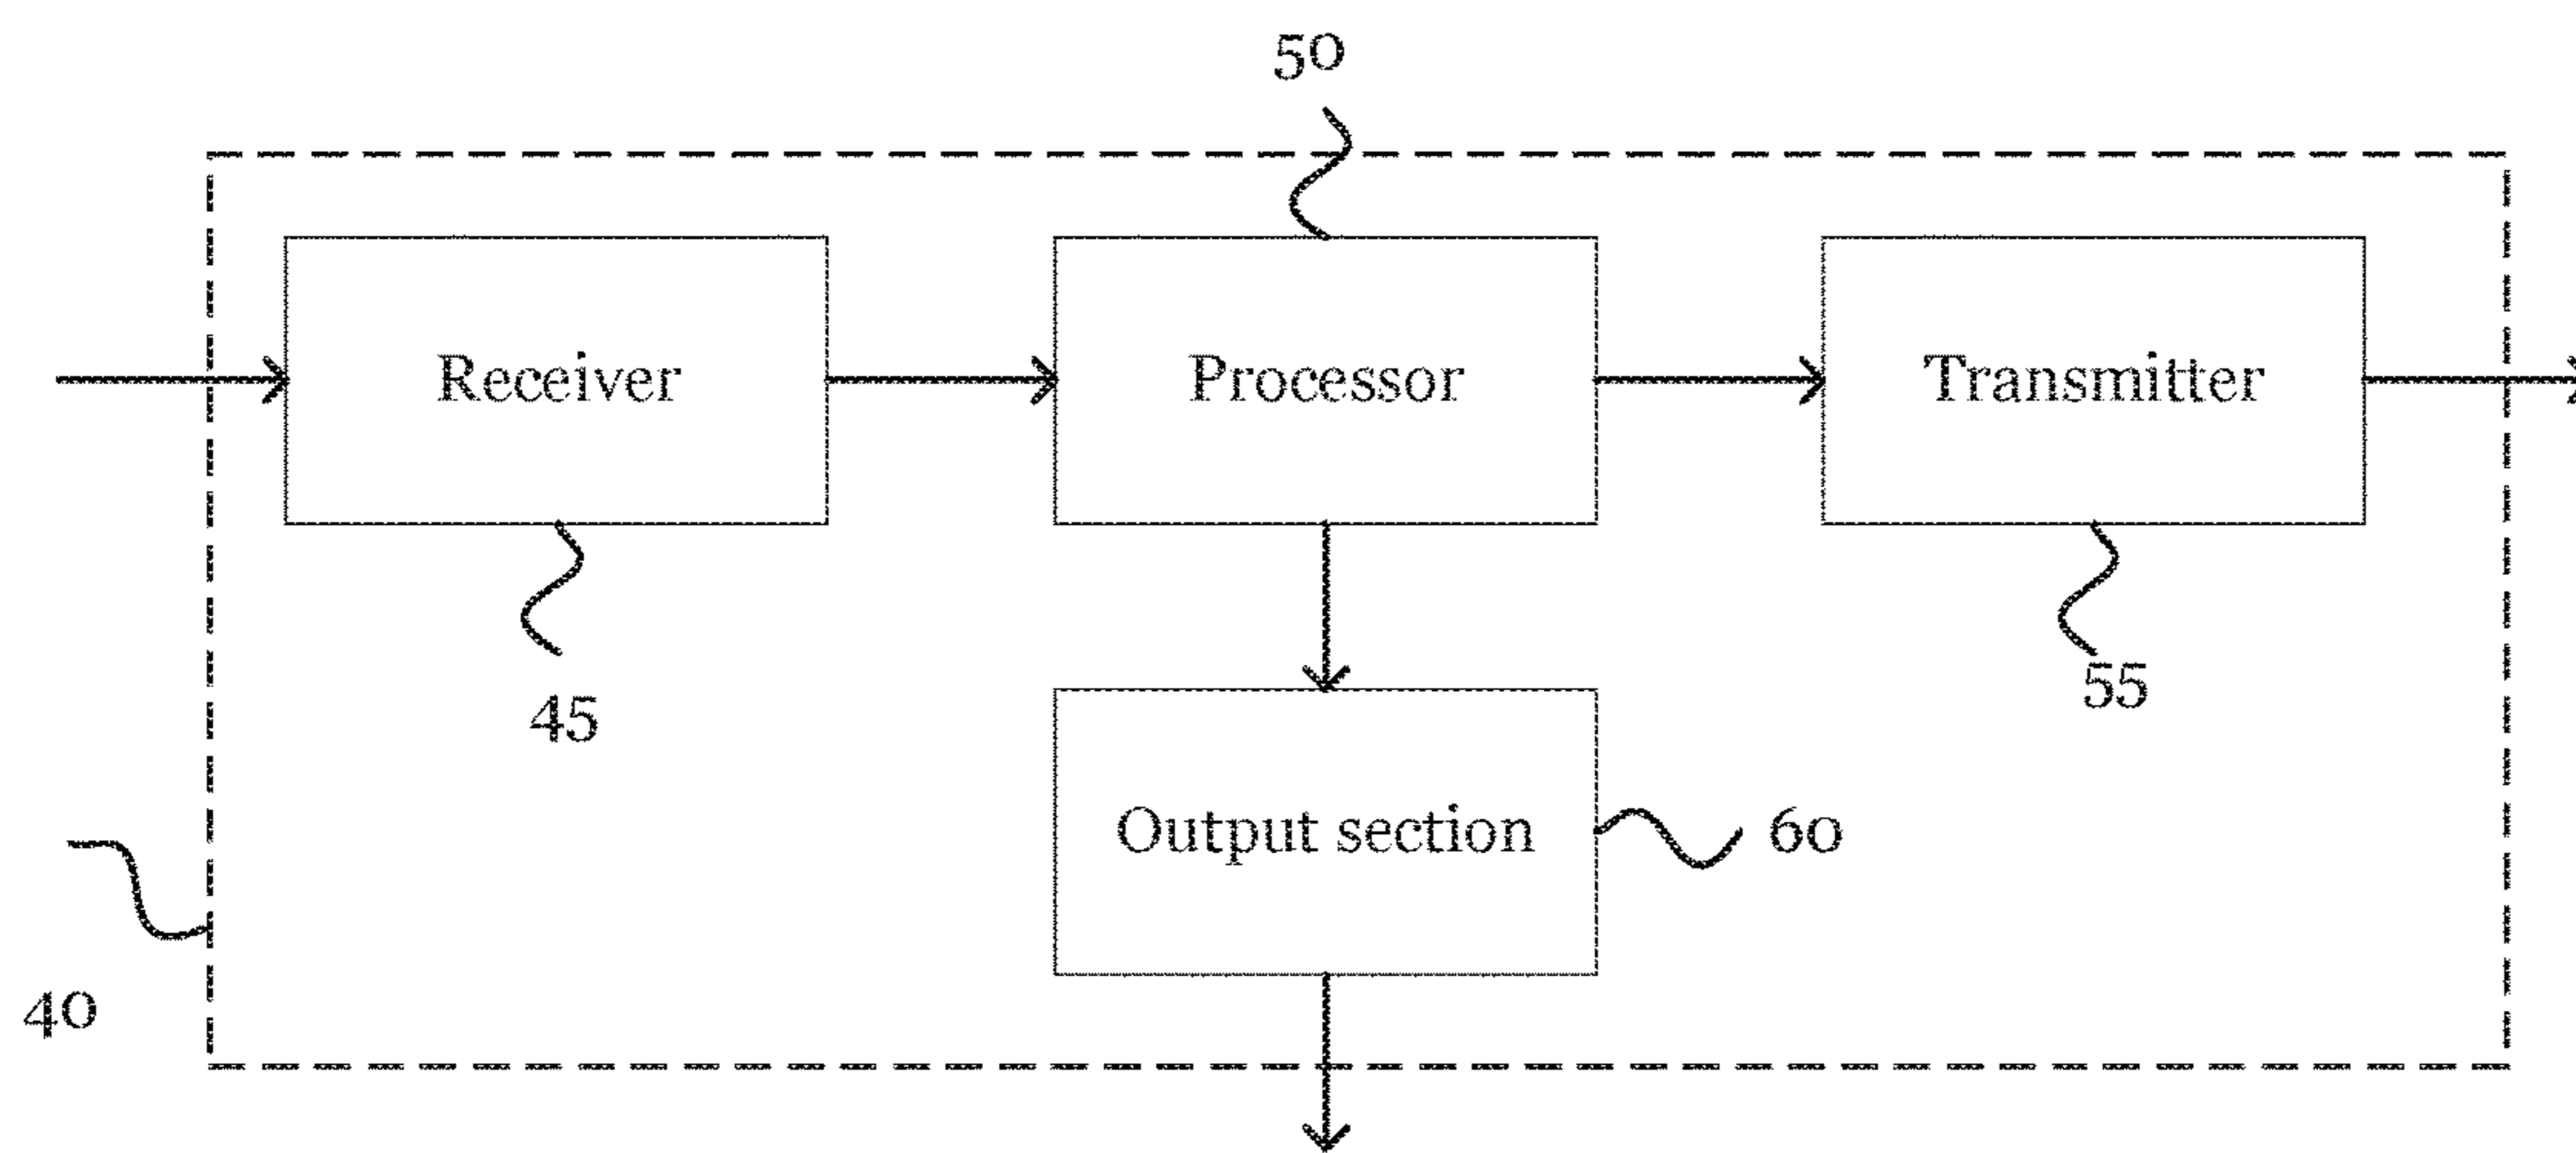 50
Receiver
Processor
Transmitter
45
55
Output section
60
40